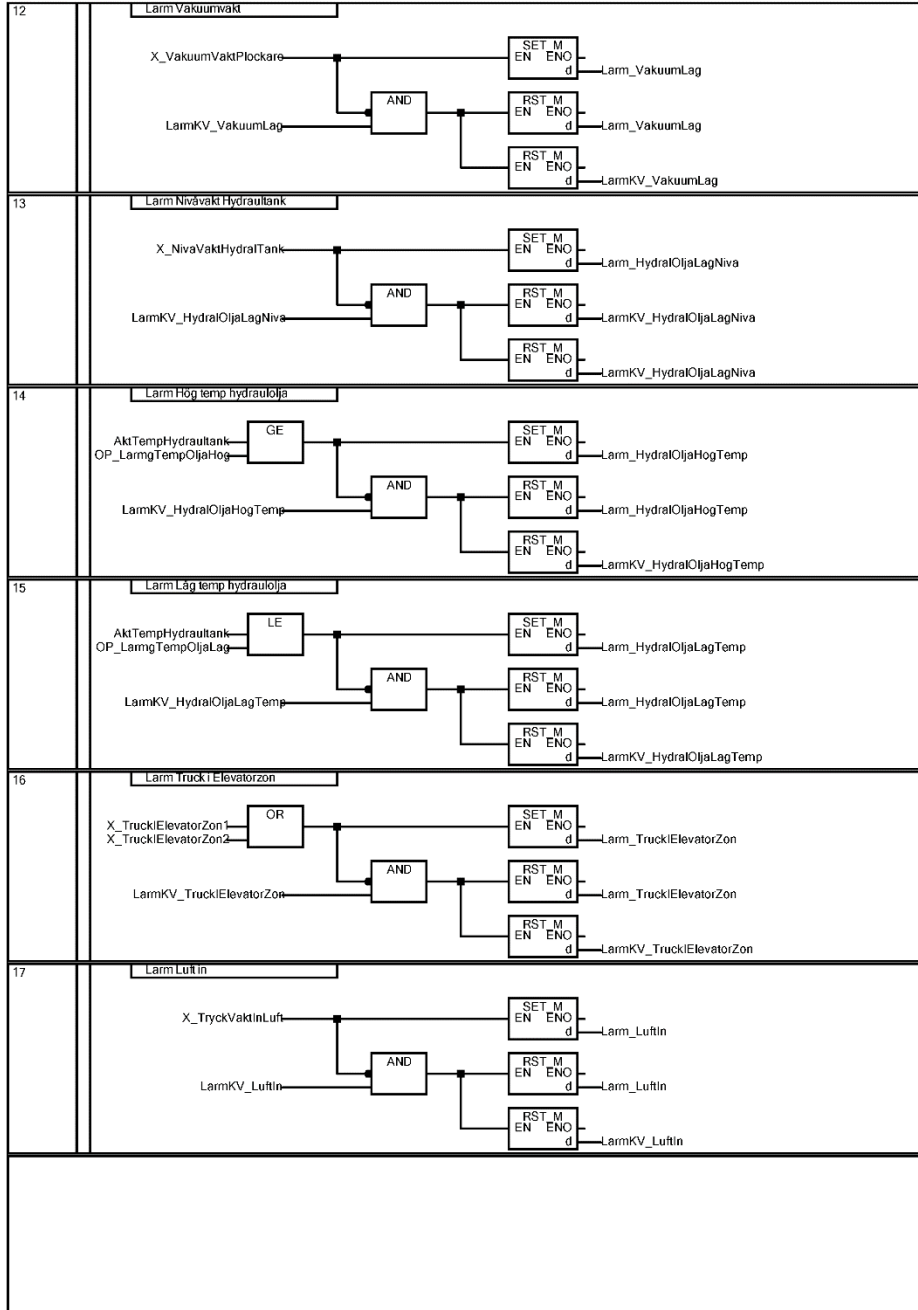 12
Larm Vakuumvakt
X_VakuumVaktPlockare
SET_M
EN ENO
d
Larm_VakuumLag
AND
LarmKV_VakuumLag
RST_M
EN ENO
d
Larm_VakuumLag
RST_M
EN ENO
d
LarmKV_VakuumLag
13
Larm Nivåvakt Hydraultank
X_NivaVaktHydralTank
SET_M
EN ENO
d
Larm_HydralOljaLagNiva
AND
LarmKV_HydralOljaLagNiva
RST_M
EN ENO
d
LarmKV_HydralOljaLagNiva
RST_M
EN ENO
d
LarmKV_HydralOljaLagNiva
14
Larm Hög temp hydraulolja
GE
AktTempHydraultank
OP_LarmgTempOljaHog
SET_M
EN ENO
d
Larm_HydralOljaHogTemp
AND
LarmKV_HydralOljaHogTemp
RST_M
EN ENO
d
Larm_HydralOljaHogTemp
RST_M
EN ENO
d
LarmKV_HydralOljaHogTemp
15
Larm Låg temp hydraulolja
LE
AktTempHydraultank
OP_LarmgTempOljaLag
SET_M
EN ENO
d
Larm_HydralOljaLagTemp
AND
LarmKV_HydralOljaLagTemp
RST_M
EN ENO
d
Larm_HydralOljaLagTemp
RST_M
EN ENO
d
LarmKV_HydralOljaLagTemp
16
Larm Truck i Elevatorzon
OR
X_TruckIElevatorZon1
X_TruckIElevatorZon2
SET_M
EN ENO
d
Larm_TruckIElevatorZon
AND
LarmKV_TruckIElevatorZon
RST_M
EN ENO
d
Larm_TruckIElevatorZon
RST_M
EN ENO
d
LarmKV_TruckIElevatorZon
17
Larm Luft in
X_TryckVaktInLuft
SET_M
EN ENO
d
Larm_LuftIn
AND
LarmKV_LuftIn
RST_M
EN ENO
d
Larm_LuftIn
RST_M
EN ENO
d
LarmKV_LuftIn